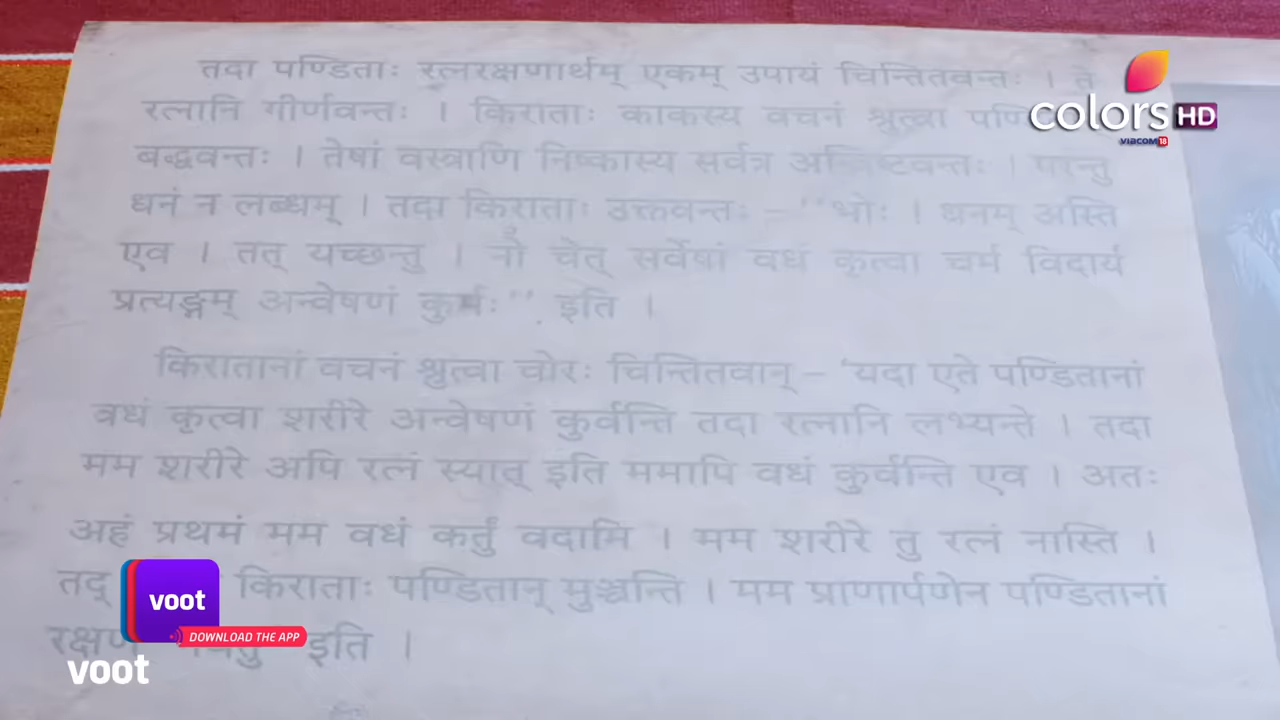 तदा पण्डिताः रत्नरक्षणार्थम् एकम् उपायं चिन्तितवन्तः । ते
रत्नानि गीर्णवन्तः । किराताः काकस्य वचनं श्रुत्वा
बद्धवन्तः । तेषां वस्त्राणि निष्कास्य सर्वत्र अन्विष्टवन्तः । परन्तु
धनं न लब्धम् । तदा किराताः उक्तवन्तः – "भोः । धनम् अस्ति
एव । तत् यच्छन्तु । नो चेत् सर्वेषां वधं कृत्वा चर्म विदार्य
प्रत्यङ्गम् अन्वेषणं कुर्मः" इति ।
किरातानां वचनं श्रुत्वा चोरः चिन्तितवान् – 'यदा एते पण्डितानां
वधं कृत्वा शरीरे अन्वेषणं कुर्वन्ति तदा रत्नानि लभ्यन्ते । तदा
मम शरीरे अपि रत्नं स्यात् इति ममापि वधं कुर्वन्ति एव । अतः
अहं प्रथमं मम वधं कर्तुं वदामि । मम शरीरे तु रत्नं नास्ति ।
तद् किराताः पण्डितान् मुञ्चन्ति । मम प्राणार्पणेन पण्डितानां
इति ।
colors HD
VIACOM18
voot
DOWNLOAD THE APP
voot